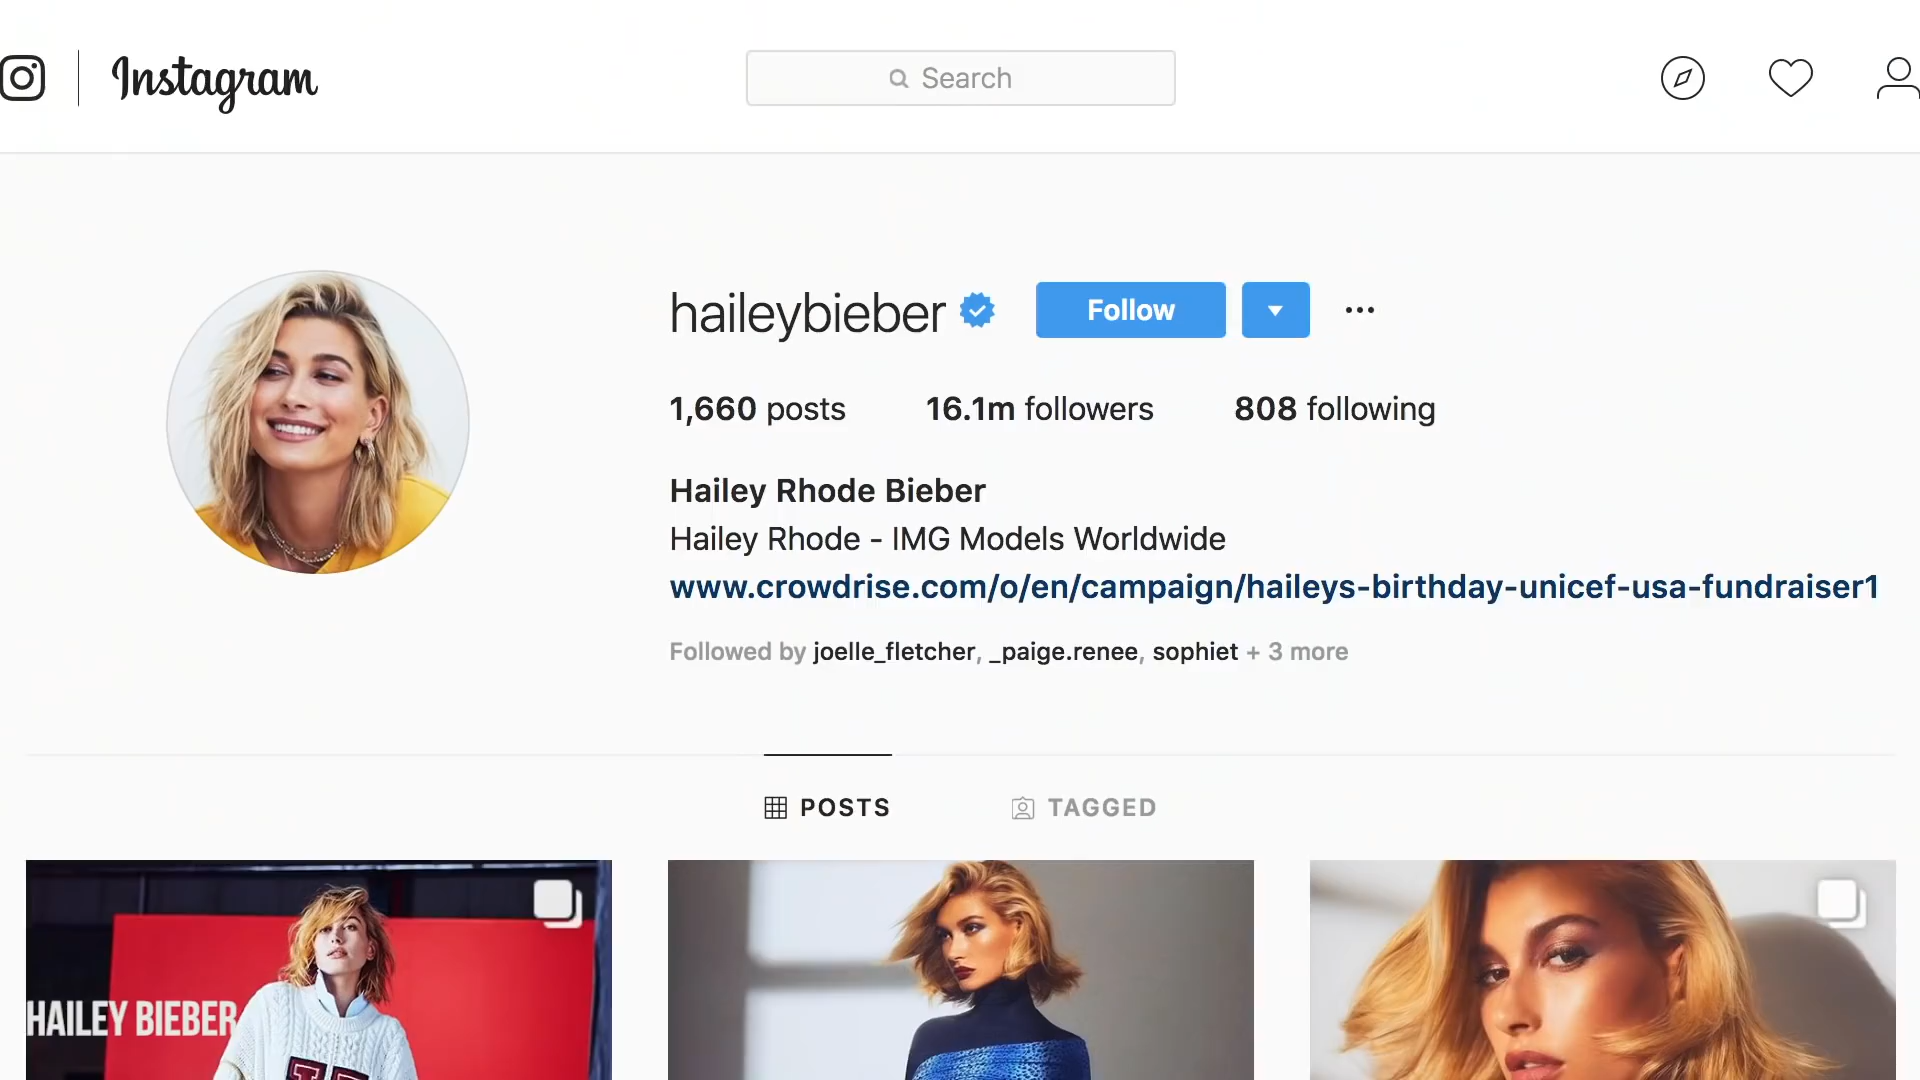 Instagram
Search
haileybieber
Follow
1,660 posts 16.1m followers 808 following
Hailey Rhode Bieber
Hailey Rhode - IMG Models Worldwide
www.crowdrise.com/o/en/campaign/haileys-birthday-unicef-usa-fundraiser1
Followed by joelle_fletcher, _paige.renee, sophiet + 3 more
POSTS TAGGED
HAILEY BIEBER